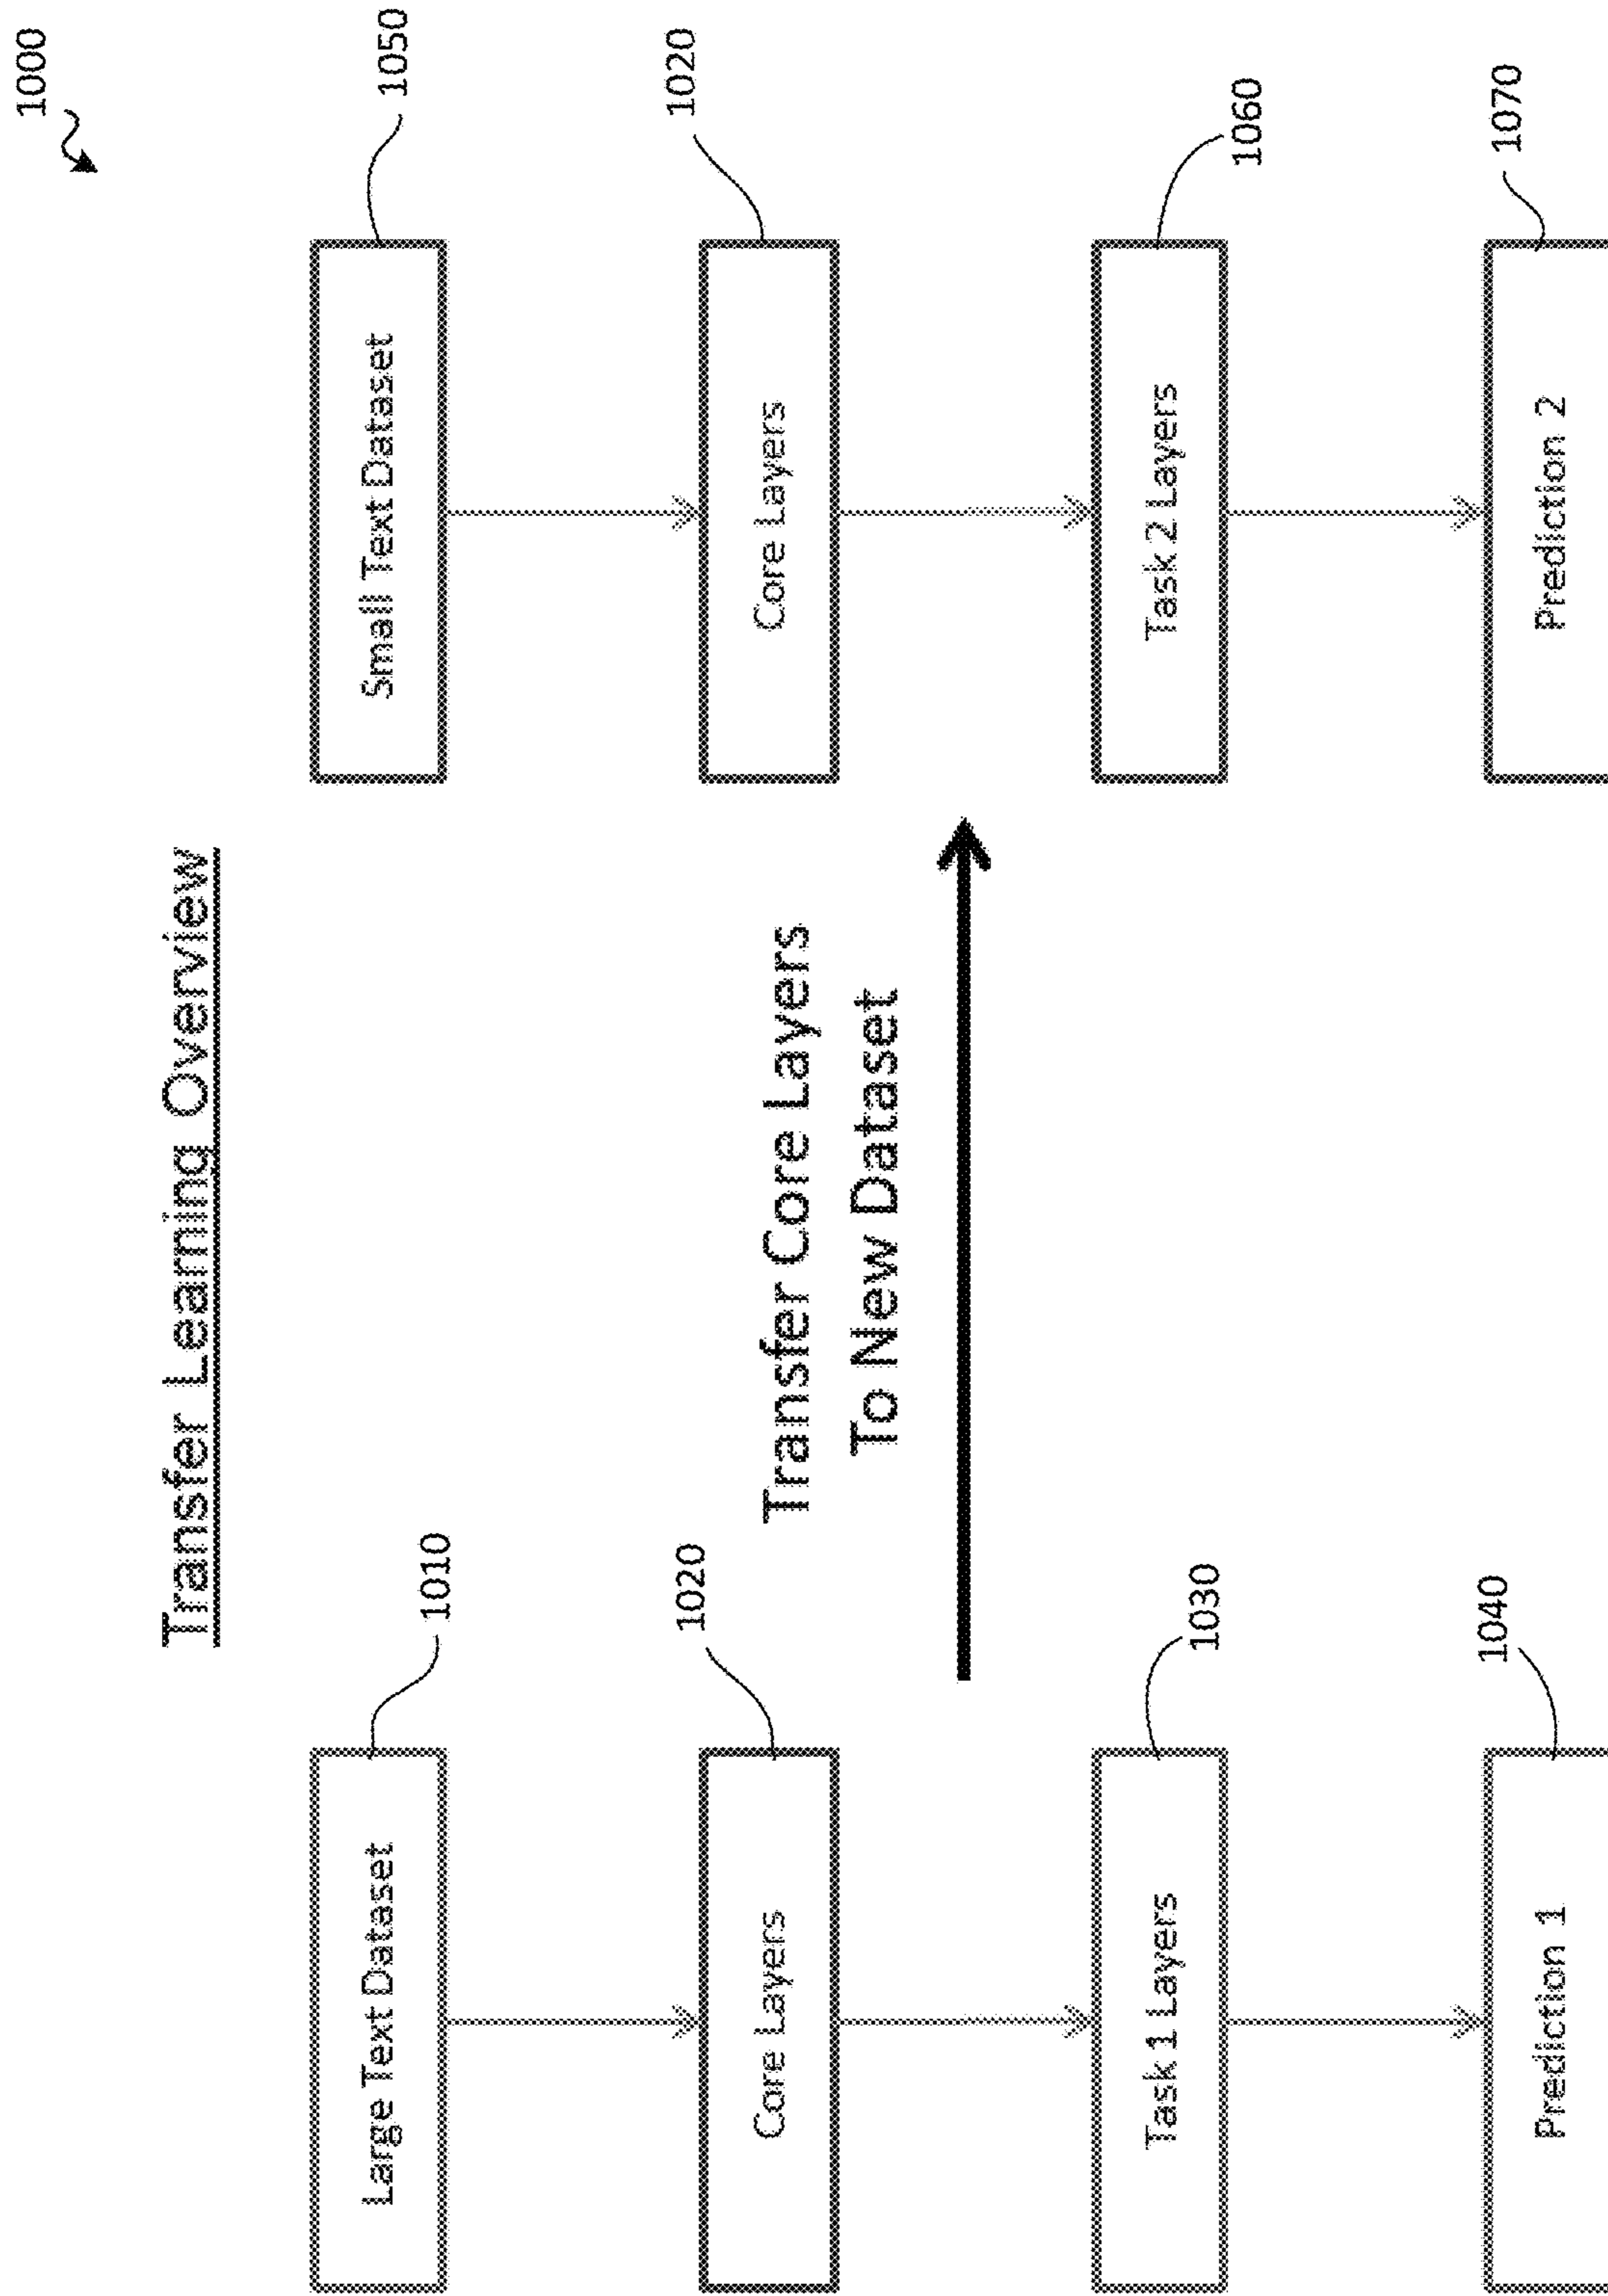 1000
Transfer Learning Overview
Large Text Dataset
1010
Small Text Dataset
1050
Core Layers
1020
Transfer Core Layers
To New Dataset
Core Layers
1020
Task 1 Layers
1030
Task 2 Layers
1060
Prediction 1
1040
Prediction 2
1070